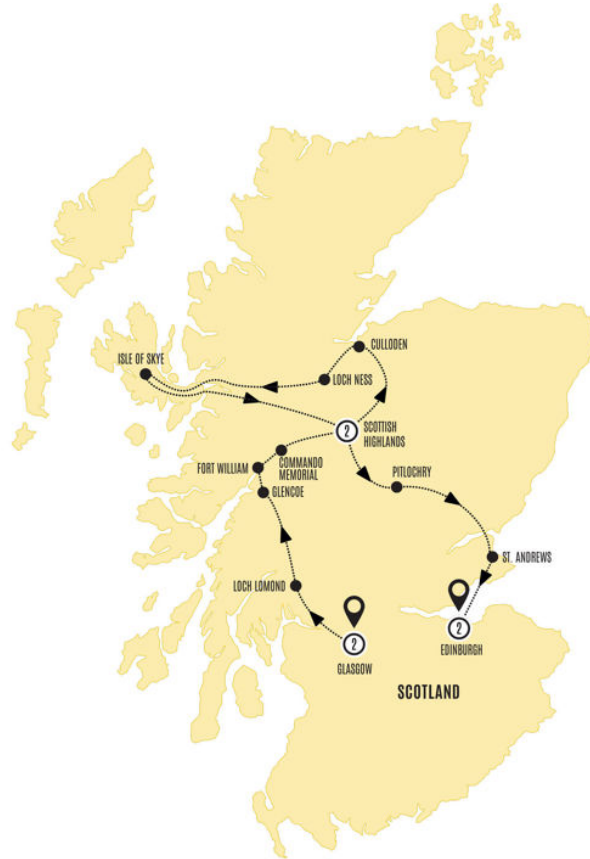 CULLODEN
ISLE OF SKYE
LOCH NESS
2
SCOTTISH
HIGHLANDS
COMMANDO
MEMORIAL
FORT WILLIAM
PITLOCHRY
GLENCOE
ST. ANDREWS
LOCH LOMOND
2
GLASGOW
2
EDINBURGH
SCOTLAND